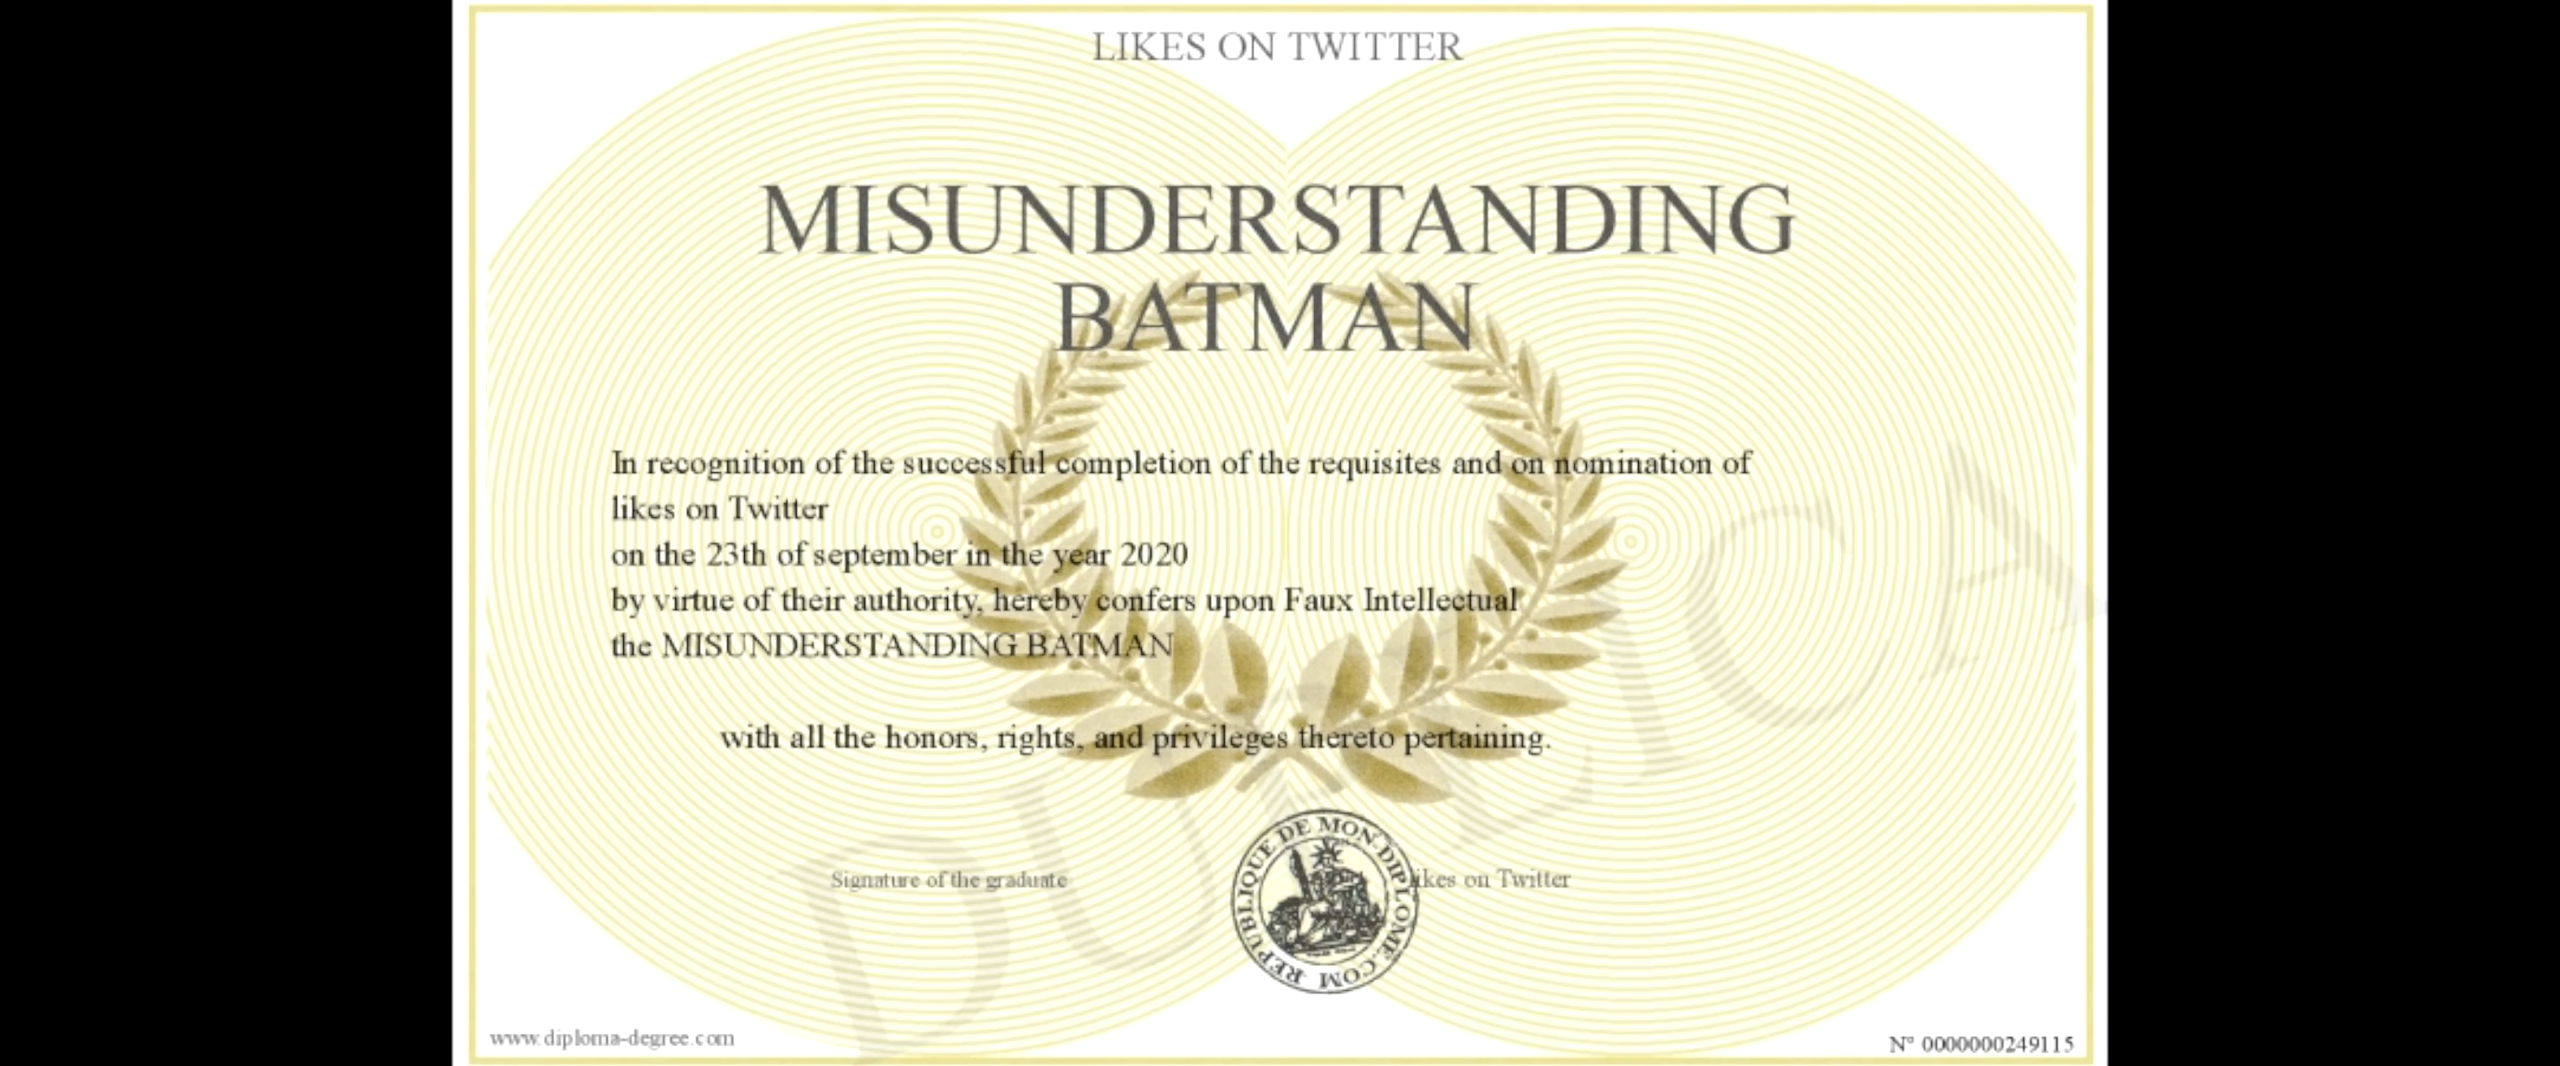 LIKES ON TWITTER
MISUNDERSTANDING
BATMAN
In recognition of the successful completion of the requisites and on nomination of
likes on Twitter
on the 23th of september in the year 2020
by virtue of their authority, hereby confers upon Faux Intellectual
the MISUNDERSTANDING BATMAN
with all the honors, rights, and privileges thereto pertaining.
Signature of the graduate
likes on Twitter
REPUBLIQUE DE MON-DIPLOME.COM
DUPLICA
www.diploma-degree.com
N° 0000000249115